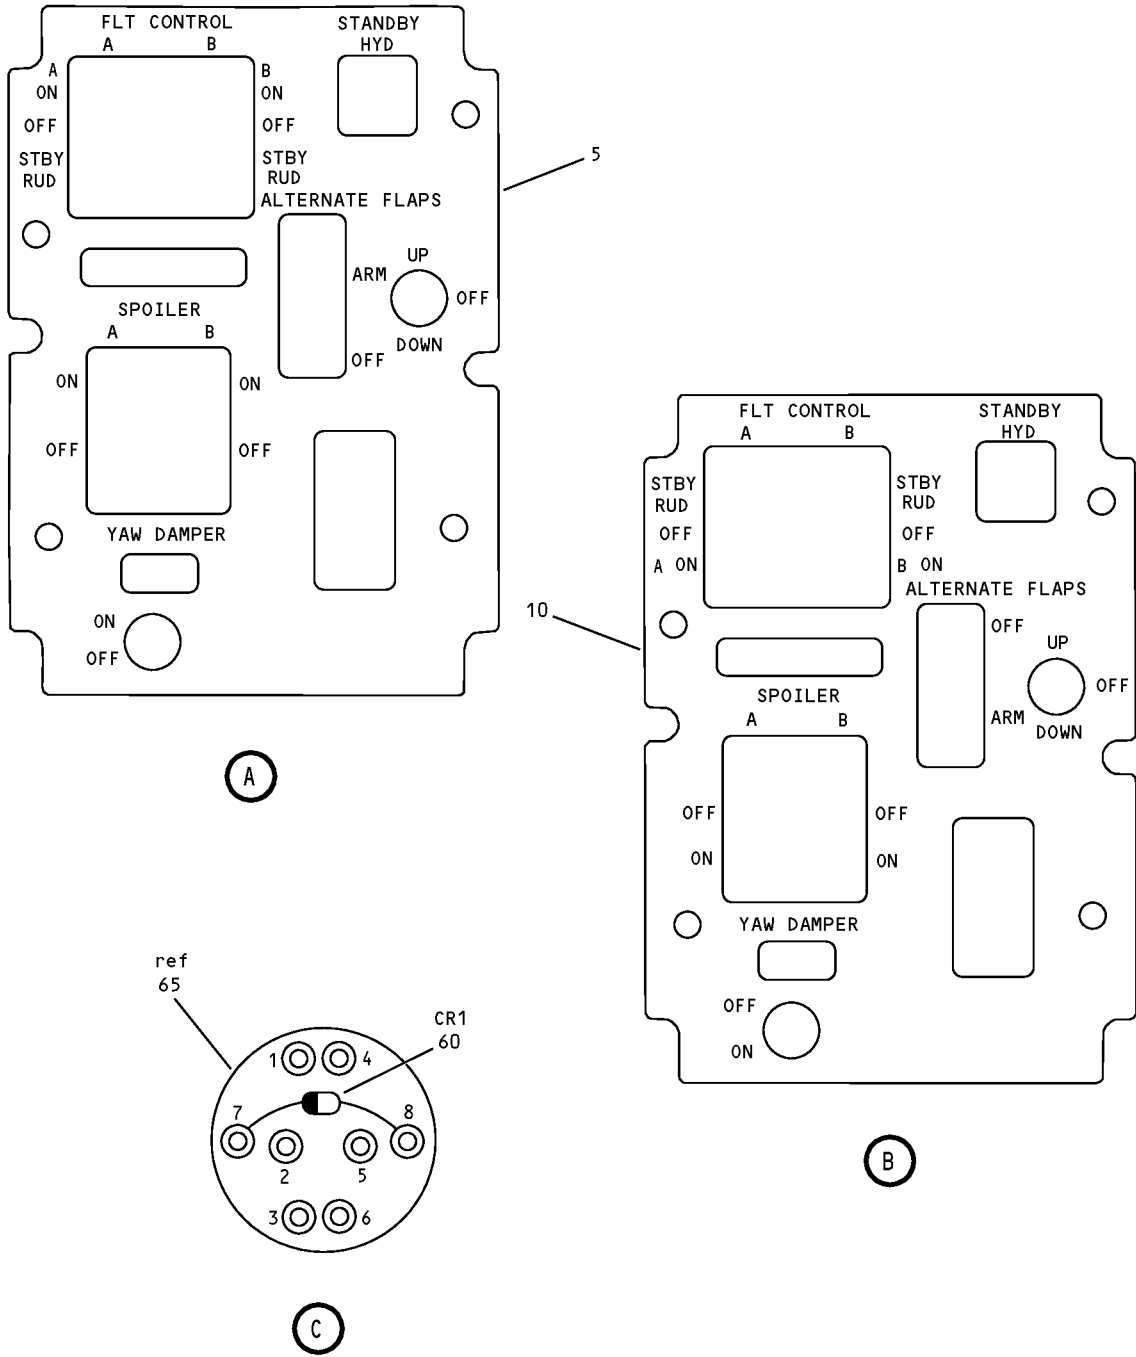 FLT CONTROL
A B
STANDBY
HYD
A
ON
OFF
STBY
RUD
B
ON
OFF
STBY
RUD
5
ALTERNATE FLAPS
ARM
OFF
UP
OFF
DOWN
SPOILER
A B
ON
OFF
ON
OFF
YAW DAMPER
ON
OFF
A
10
FLT CONTROL
A B
STANDBY
HYD
STBY
RUD
OFF
A ON
STBY
RUD
OFF
B ON
ALTERNATE FLAPS
OFF
ARM
UP
OFF
DOWN
SPOILER
A B
OFF
ON
OFF
ON
YAW DAMPER
OFF
ON
B
ref
65
CR1
60
1 4
7 8
2 5
3 6
C